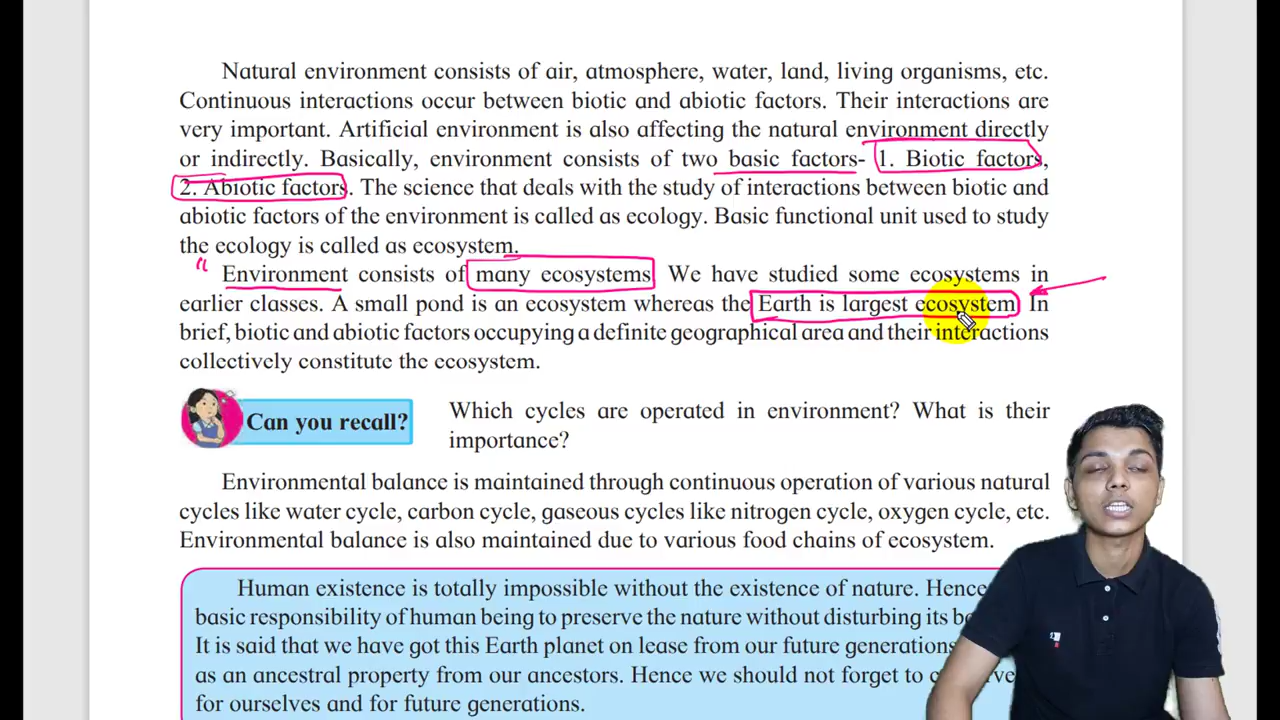 Natural environment consists of air, atmosphere, water, land, living organisms, etc.
Continuous interactions occur between biotic and abiotic factors. Their interactions are
very important. Artificial environment is also affecting the natural environment directly
or indirectly. Basically, environment consists of two basic factors- 1. Biotic factors,
2. Abiotic factors. The science that deals with the study of interactions between biotic and
abiotic factors of the environment is called as ecology. Basic functional unit used to study
the ecology is called as ecosystem.
Environment consists of many ecosystems. We have studied some ecosystems in
earlier classes. A small pond is an ecosystem whereas the Earth is largest ecosystem. In
brief, biotic and abiotic factors occupying a definite geographical area and their interactions
collectively constitute the ecosystem.
Can you recall?
Which cycles are operated in environment? What is their
importance?
Environmental balance is maintained through continuous operation of various natural
cycles like water cycle, carbon cycle, gaseous cycles like nitrogen cycle, oxygen cycle, etc.
Environmental balance is also maintained due to various food chains of ecosystem.
Human existence is totally impossible without the existence of nature. Hence
basic responsibility of human being to preserve the nature without disturbing its
It is said that we have got this Earth planet on lease from our future generations
as an ancestral property from our ancestors. Hence we should not forget to
for ourselves and for future generations.